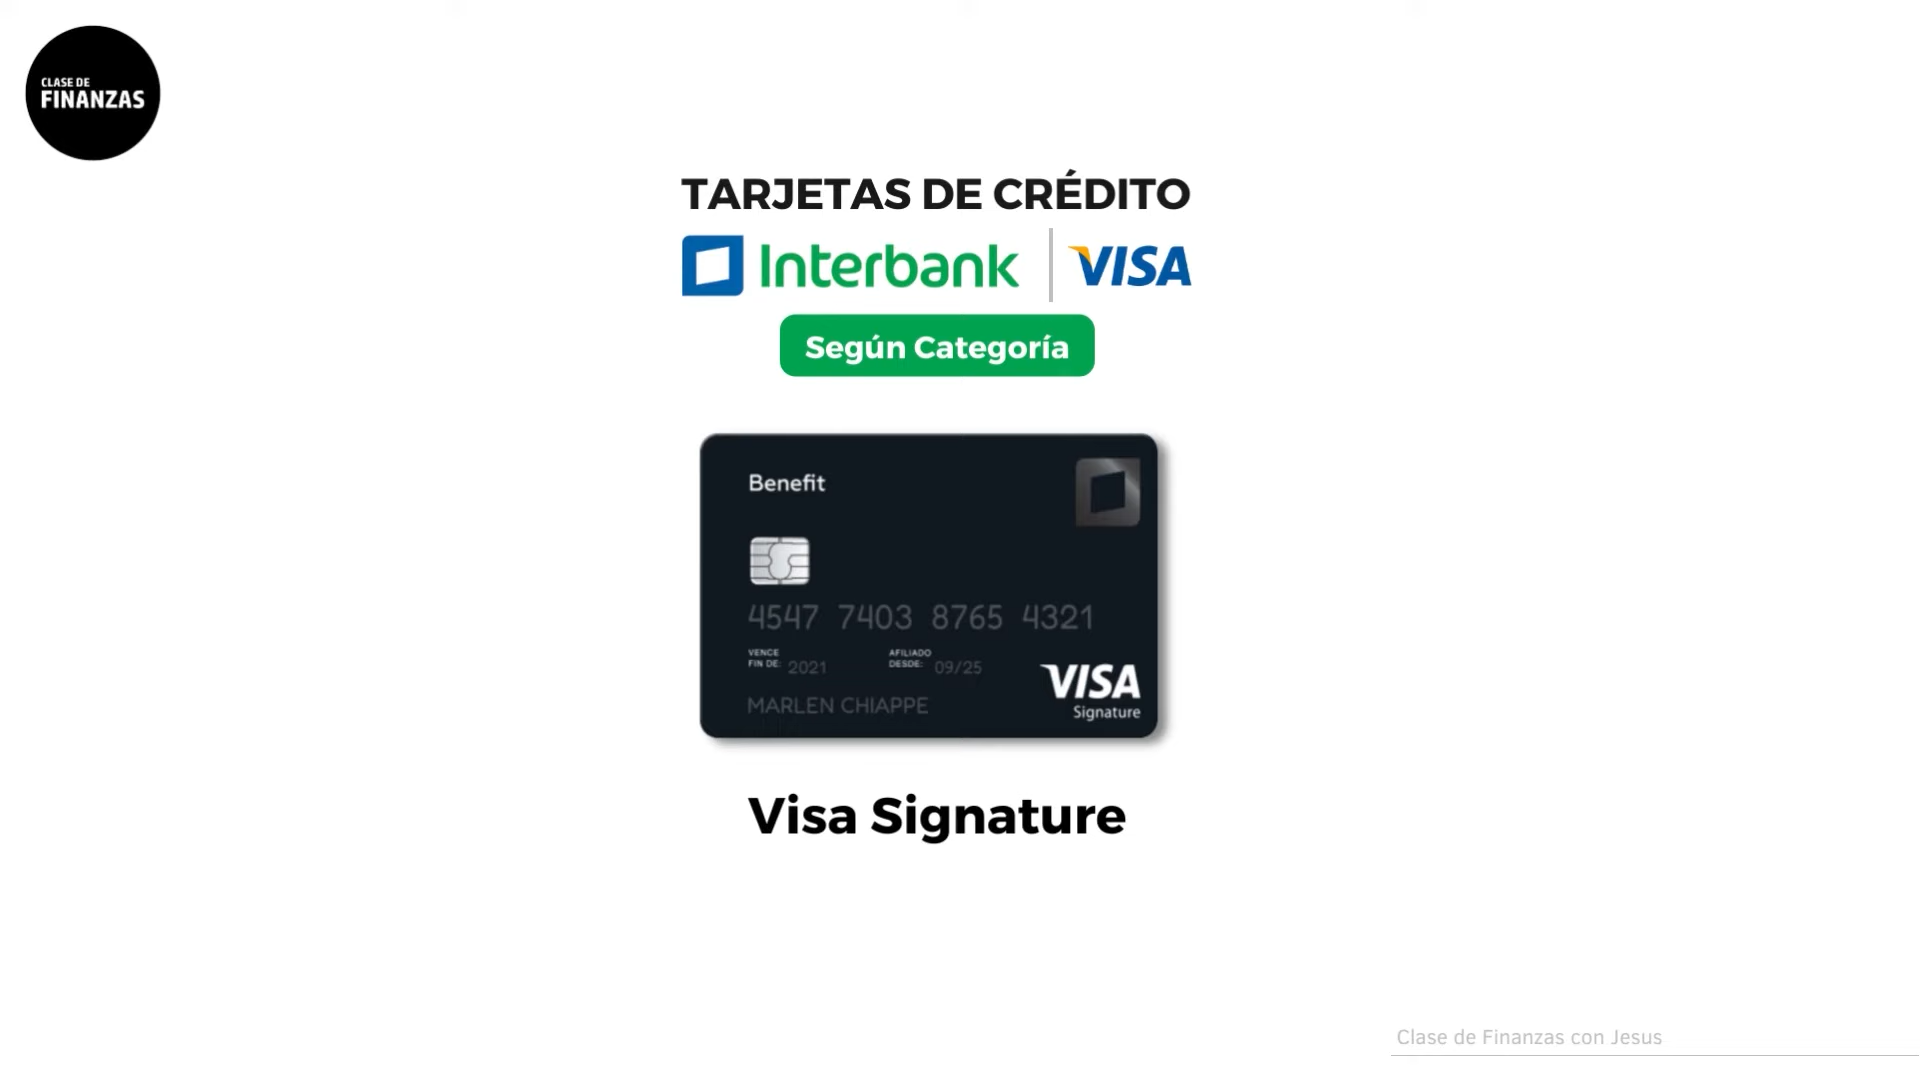 CLASE DE
FINANZAS
TARJETAS DE CRÉDITO
Interbank VISA
Según Categoría
Benefit
4547 7403 8765 4321
VENCE
FIN DE: 2021
AFILIADO
DESDE: 09/25
MARLEN CHIAPPE
VISA
Signature
Visa Signature
Clase de Finanzas con Jesus